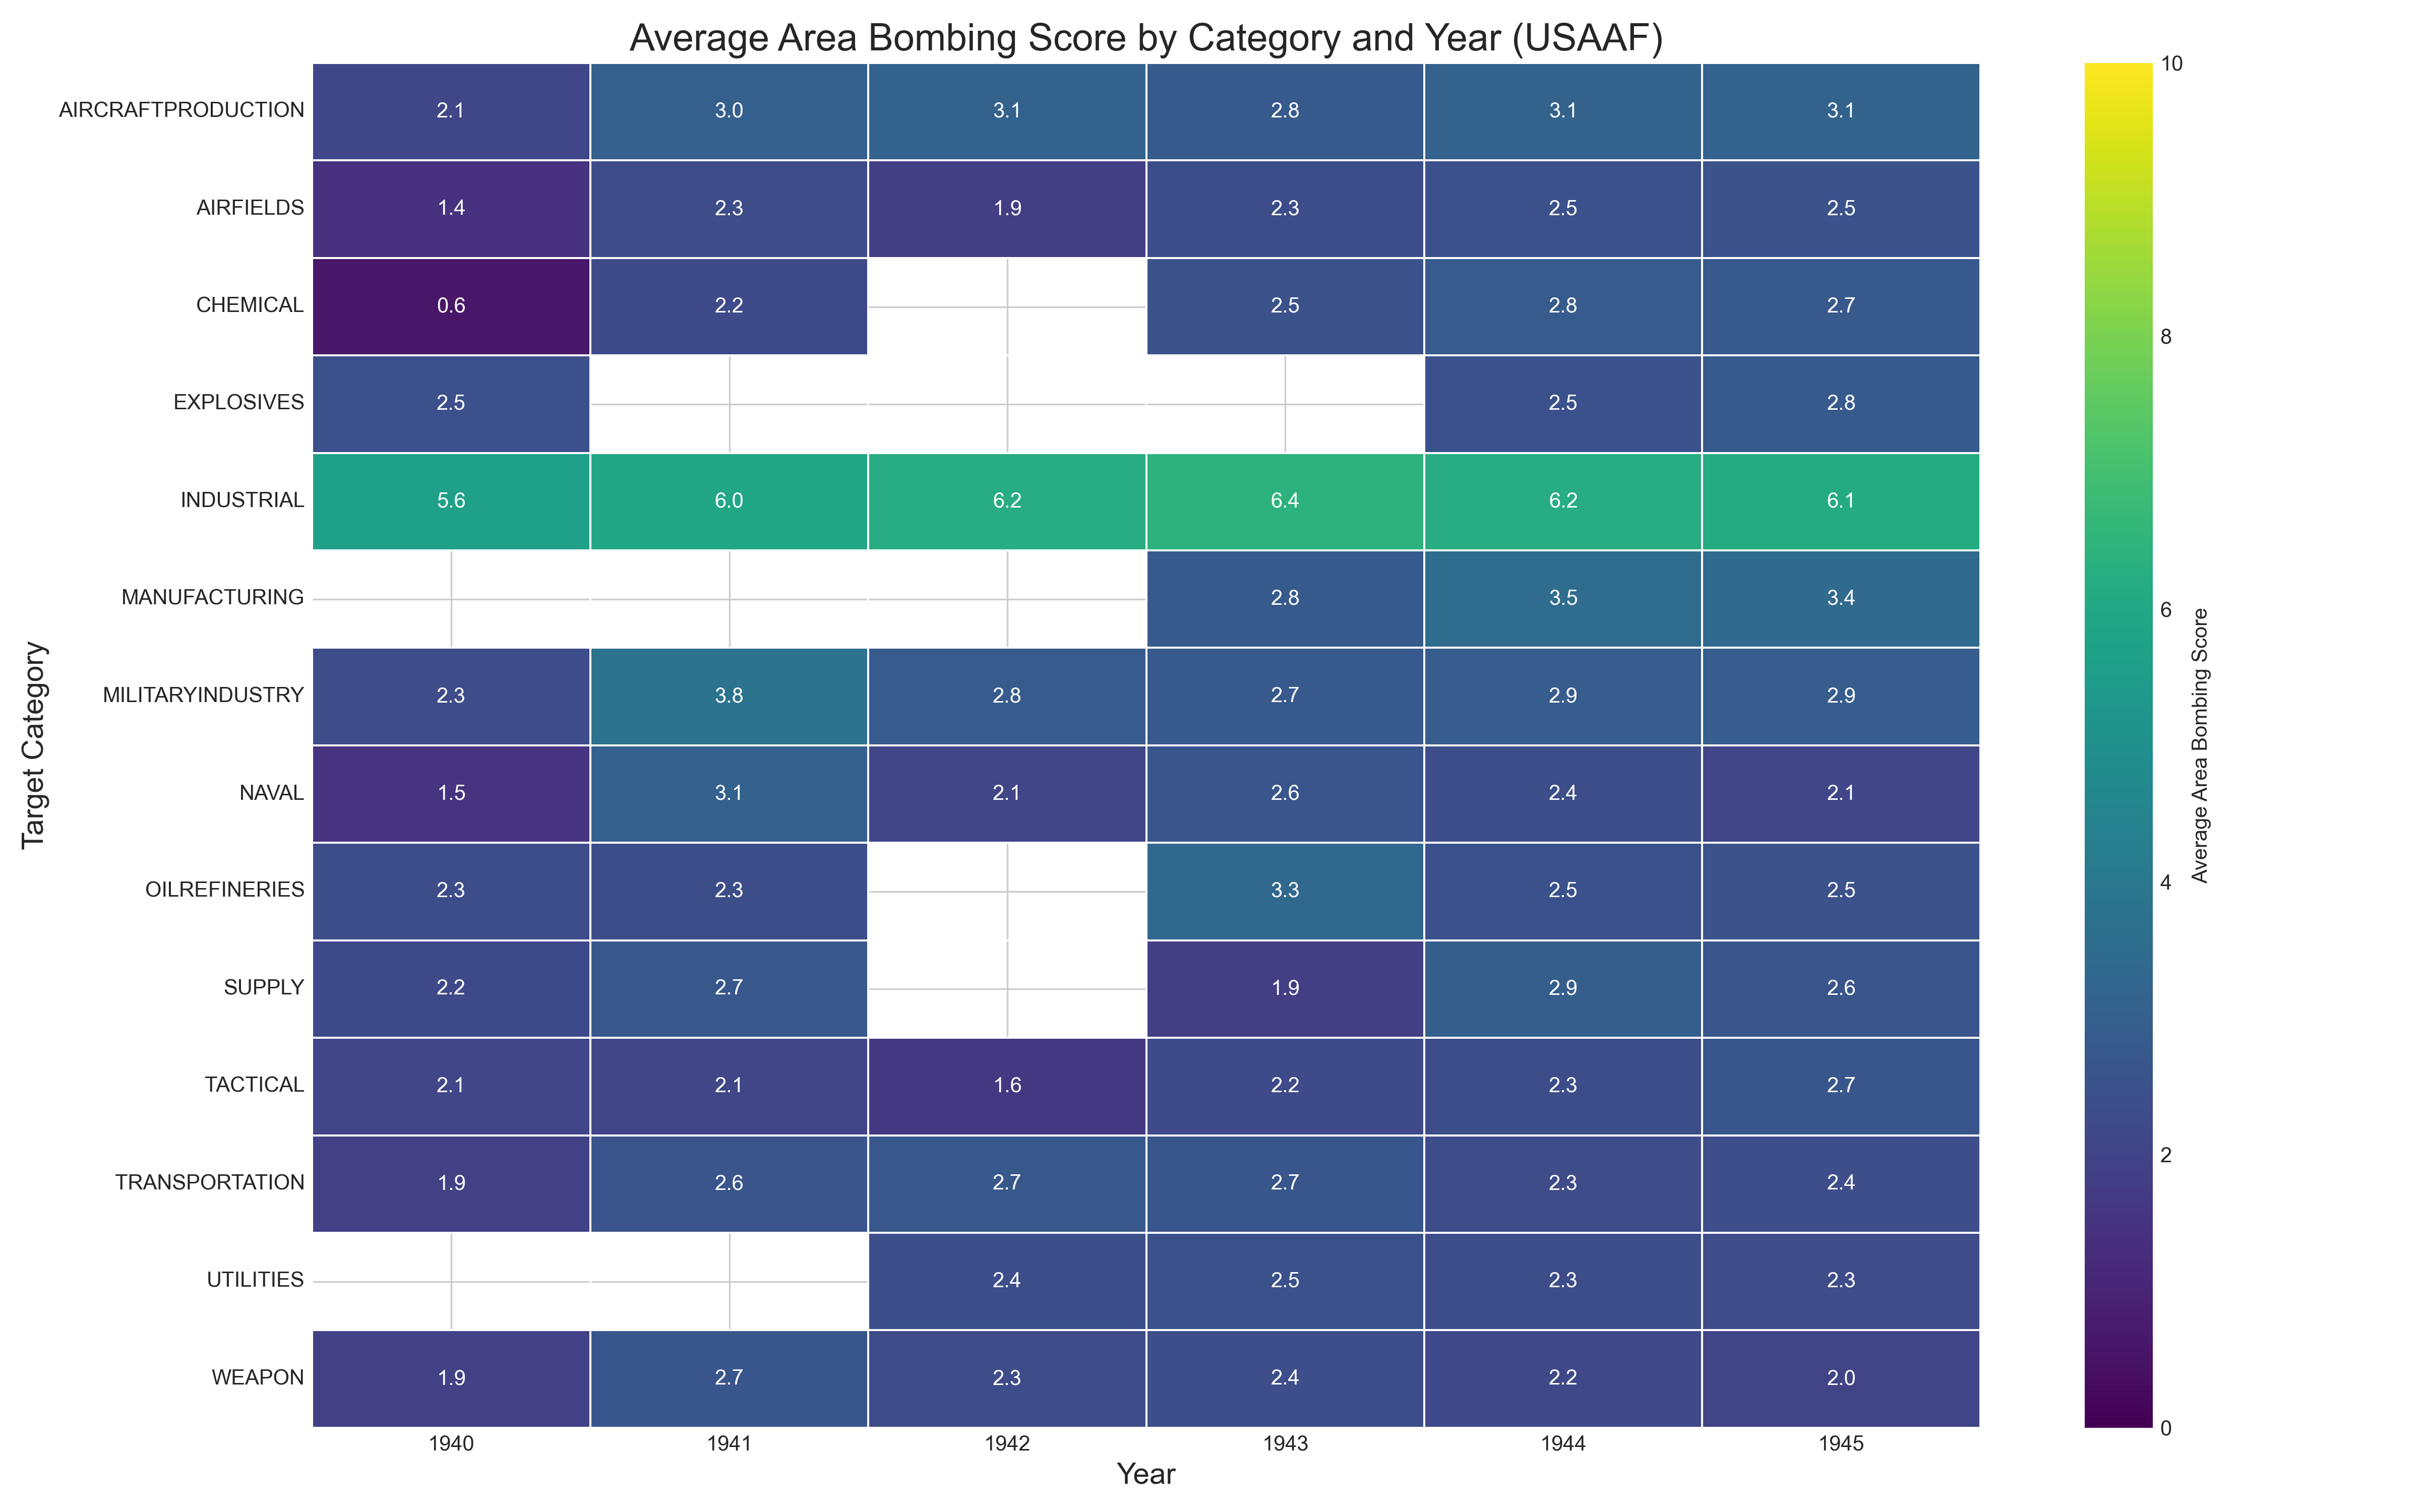 Average Area Bombing Score by Category and Year (USAAF)
AIRCRAFTPRODUCTION 2.1 3.0 3.1 2.8 3.1 3.1
AIRFIELDS 1.4 2.3 1.9 2.3 2.5 2.5
CHEMICAL 0.6 2.2 2.5 2.8 2.7
EXPLOSIVES 2.5 2.5 2.8
INDUSTRIAL 5.6 6.0 6.2 6.4 6.2 6.1
MANUFACTURING 2.8 3.5 3.4
MILITARYINDUSTRY 2.3 3.8 2.8 2.7 2.9 2.9
NAVAL 1.5 3.1 2.1 2.6 2.4 2.1
OILREFINERIES 2.3 2.3 3.3 2.5 2.5
SUPPLY 2.2 2.7 1.9 2.9 2.6
TACTICAL 2.1 2.1 1.6 2.2 2.3 2.7
TRANSPORTATION 1.9 2.6 2.7 2.7 2.3 2.4
UTILITIES 2.4 2.5 2.3 2.3
WEAPON 1.9 2.7 2.3 2.4 2.2 2.0
1940 1941 1942 1943 1944 1945
Year
Target Category
10
8
6
4
2
0
Average Area Bombing Score